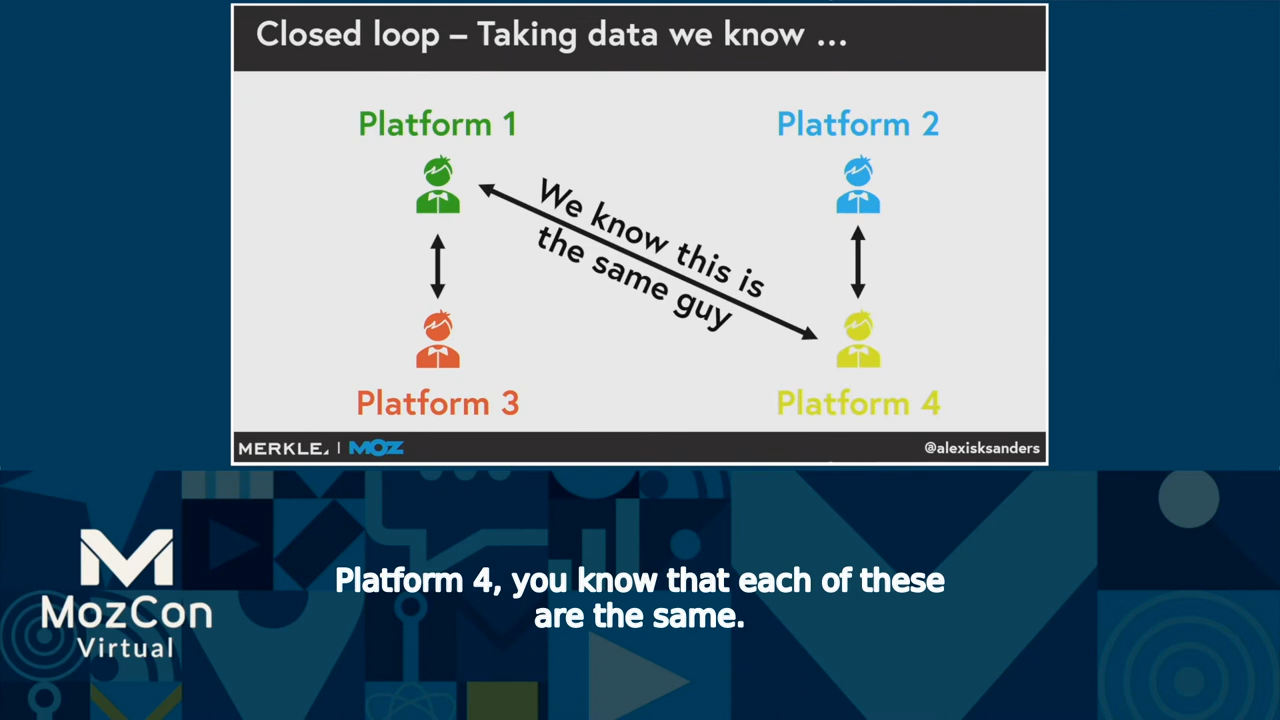 Closed loop – Taking data we know ...
Platform 1
Platform 2
We know this is
the same guy
Platform 3
Platform 4
MERKLE | MOZ
@alexisksanders
M
MozCon
Virtual
Platform 4, you know that each of these
are the same.